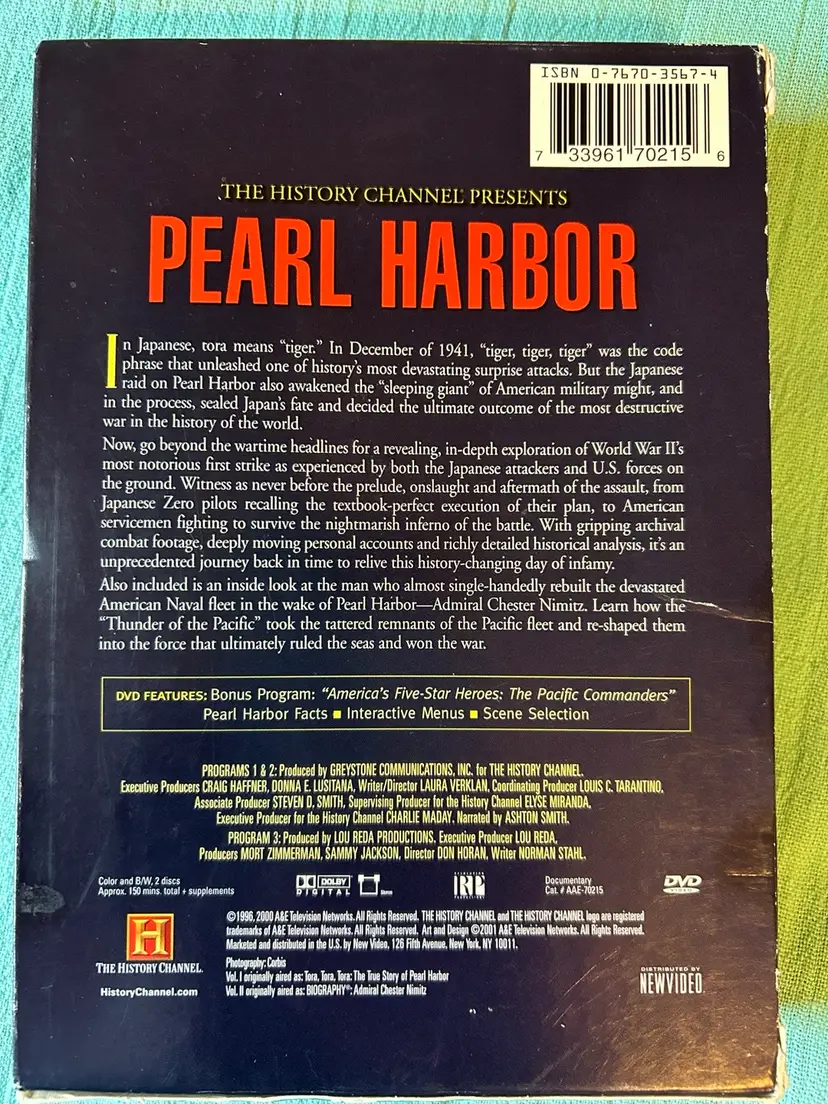 ISBN 0-7670-3567-4
7 33961 70215 6
THE HISTORY CHANNEL PRESENTS
PEARL HARBOR
In Japanese, tora means “tiger.” In December of 1941, “tiger, tiger, tiger” was the code
phrase that unleashed one of history’s most devastating surprise attacks. But the Japanese
raid on Pearl Harbor also awakened the “sleeping giant” of American military might, and
in the process, sealed Japan’s fate and decided the ultimate outcome of the most destructive
war in the history of the world.
Now, go beyond the wartime headlines for a revealing, in-depth exploration of World War II’s
most notorious first strike as experienced by both the Japanese attackers and U.S. forces on
the ground. Witness as never before the prelude, onslaught and aftermath of the assault, from
Japanese Zero pilots recalling the textbook-perfect execution of their plan, to American
servicemen fighting to survive the nightmarish inferno of the battle. With gripping archival
combat footage, deeply moving personal accounts and richly detailed historical analysis, it’s an
unprecedented journey back in time to relive this history-changing day of infamy.
Also included is an inside look at the man who almost single-handedly rebuilt the devastated
American Naval fleet in the wake of Pearl Harbor—Admiral Chester Nimitz. Learn how the
“Thunder of the Pacific” took the tattered remnants of the Pacific fleet and re-shaped them
into the force that ultimately ruled the seas and won the war.
DVD FEATURES: Bonus Program: “America’s Five-Star Heroes: The Pacific Commanders”
Pearl Harbor Facts ■ Interactive Menus ■ Scene Selection
PROGRAMS 1 & 2: Produced by GREYSTONE COMMUNICATIONS, INC. for THE HISTORY CHANNEL.
Executive Producers CRAIG HAFFNER, DONNA E. LUSITANA, Writer/Director LAURA VERKLAN, Coordinating Producer LOUIS C. TARANTINO,
Associate Producer STEVEN D. SMITH, Supervising Producer for the History Channel ELYSE MIRANDA,
Executive Producer for the History Channel CHARLIE MADAY. Narrated by ASHTON SMITH.
PROGRAM 3: Produced by LOU REDA PRODUCTIONS. Executive Producer LOU REDA,
Producers MORT ZIMMERMAN, SAMMY JACKSON, Director DON HORAN, Writer NORMAN STAHL.
Color and B/W, 2 discs
Approx. 150 mins. total + supplements
DOLBY
DIGITAL
Documentary
Cat. # AAE-70215
DVD
VIDEO
H
THE HISTORY CHANNEL.
HistoryChannel.com
©1996, 2000 A&E Television Networks. All Rights Reserved. THE HISTORY CHANNEL and THE HISTORY CHANNEL logo are registered
trademarks of A&E Television Networks. All Rights Reserved. Art and Design ©2001 A&E Television Networks. All Rights Reserved.
Marketed and distributed in the U.S. by New Video, 126 Fifth Avenue, New York, NY 10011.
Photography: Corbis
Vol. I originally aired as: Tora, Tora, Tora: The True Story of Pearl Harbor
Vol. II originally aired as: BIOGRAPHY®: Admiral Chester Nimitz
DISTRIBUTED BY
NEWVIDEO